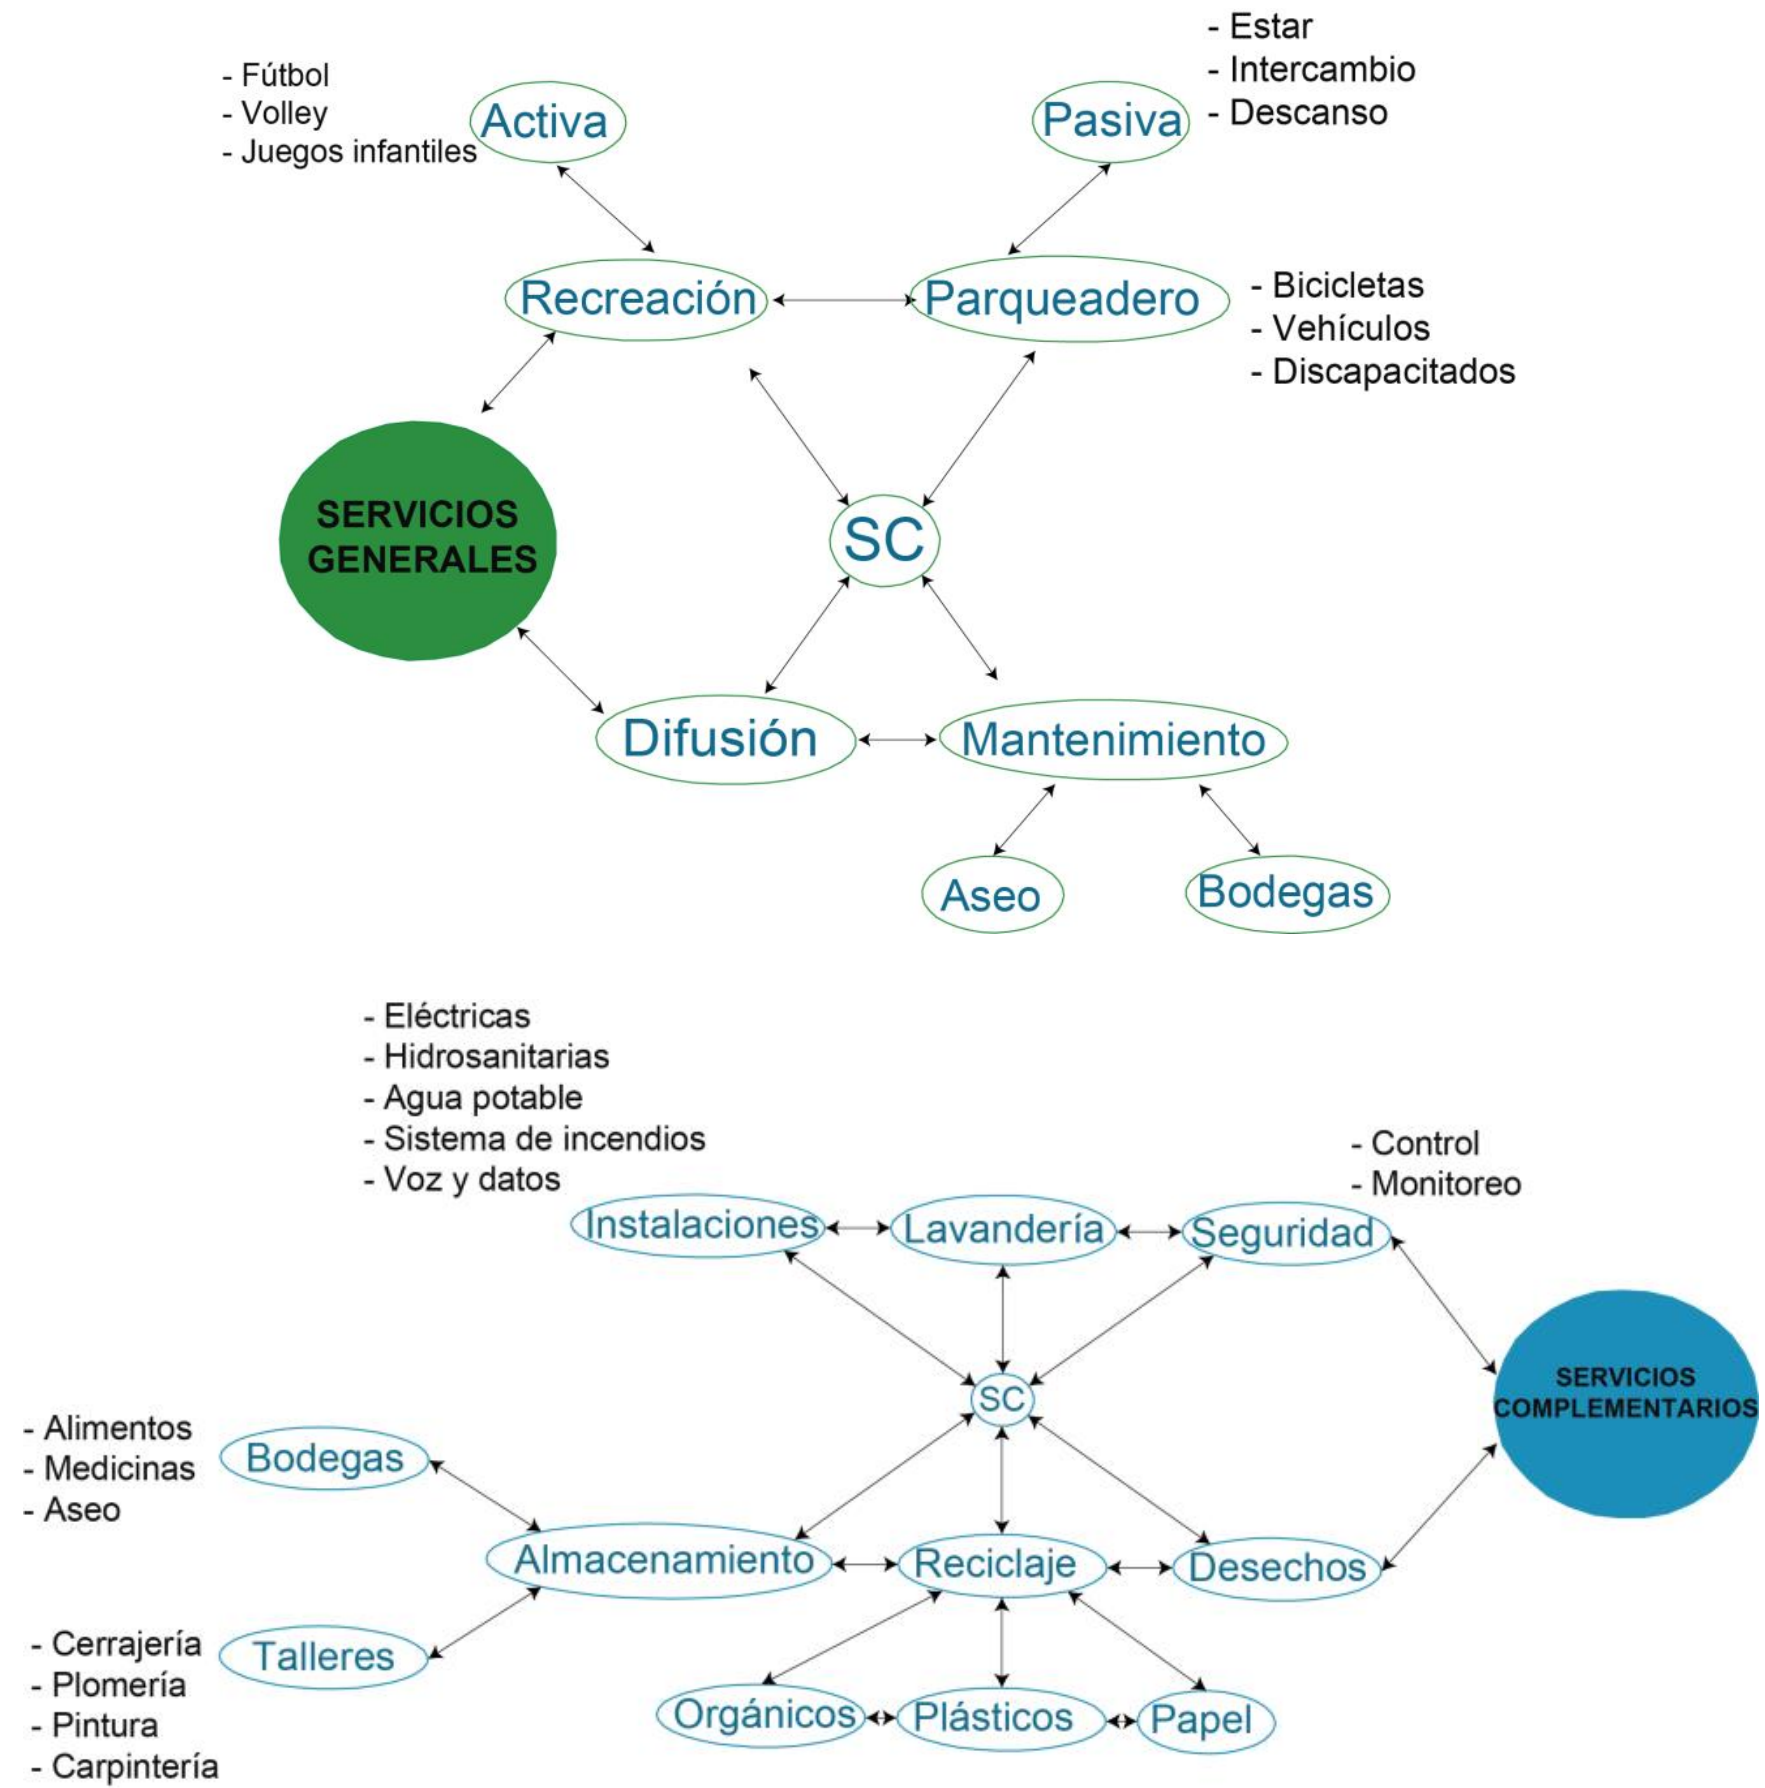 - Estar
- Intercambio
- Descanso
- Fútbol
- Volley
- Juegos infantiles
Activa
Pasiva
Recreación
Parqueadero
- Bicicletas
- Vehículos
- Discapacitados
SERVICIOS
GENERALES
SC
Difusión
Mantenimiento
Aseo
Bodegas
- Eléctricas
- Hidrosanitarias
- Agua potable
- Sistema de incendios
- Voz y datos
- Control
- Monitoreo
Instalaciones
Lavandería
Seguridad
SERVICIOS
COMPLEMENTARIOS
SC
- Alimentos
- Medicinas
- Aseo
Bodegas
Almacenamiento
Reciclaje
Desechos
- Cerrajería
- Plomería
- Pintura
- Carpintería
Talleres
Orgánicos
Plásticos
Papel